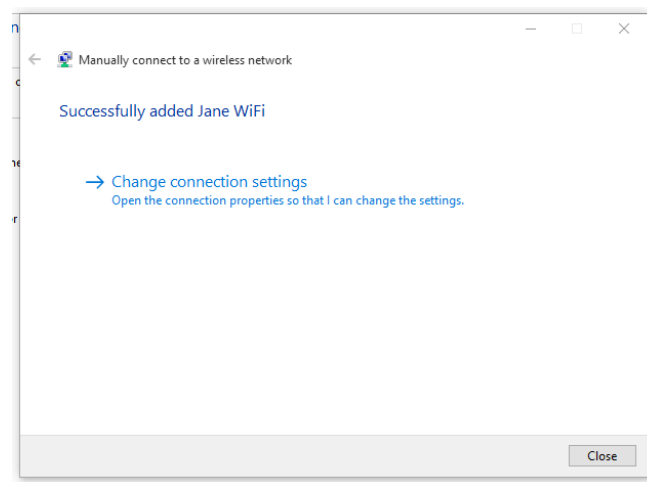 Manually connect to a wireless network
Successfully added Jane WiFi
Change connection settings
Open the connection properties so that I can change the settings.
Close